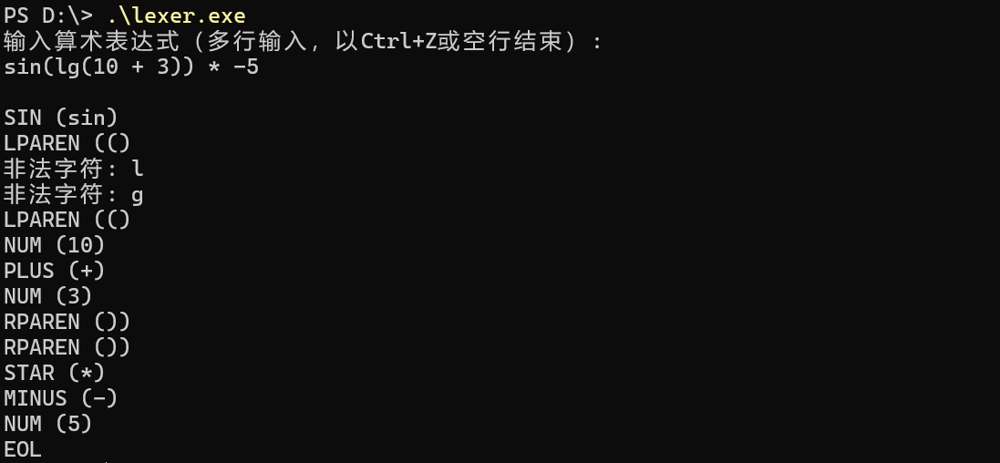 PS D:\> .\lexer.exe
输入算术表达式（多行输入，以Ctrl+Z或空行结束）：
sin(lg(10 + 3)) * -5
SIN (sin)
LPAREN (()
非法字符: l
非法字符: g
LPAREN (()
NUM (10)
PLUS (+)
NUM (3)
RPAREN ())
RPAREN ())
STAR (*)
MINUS (-)
NUM (5)
EOL